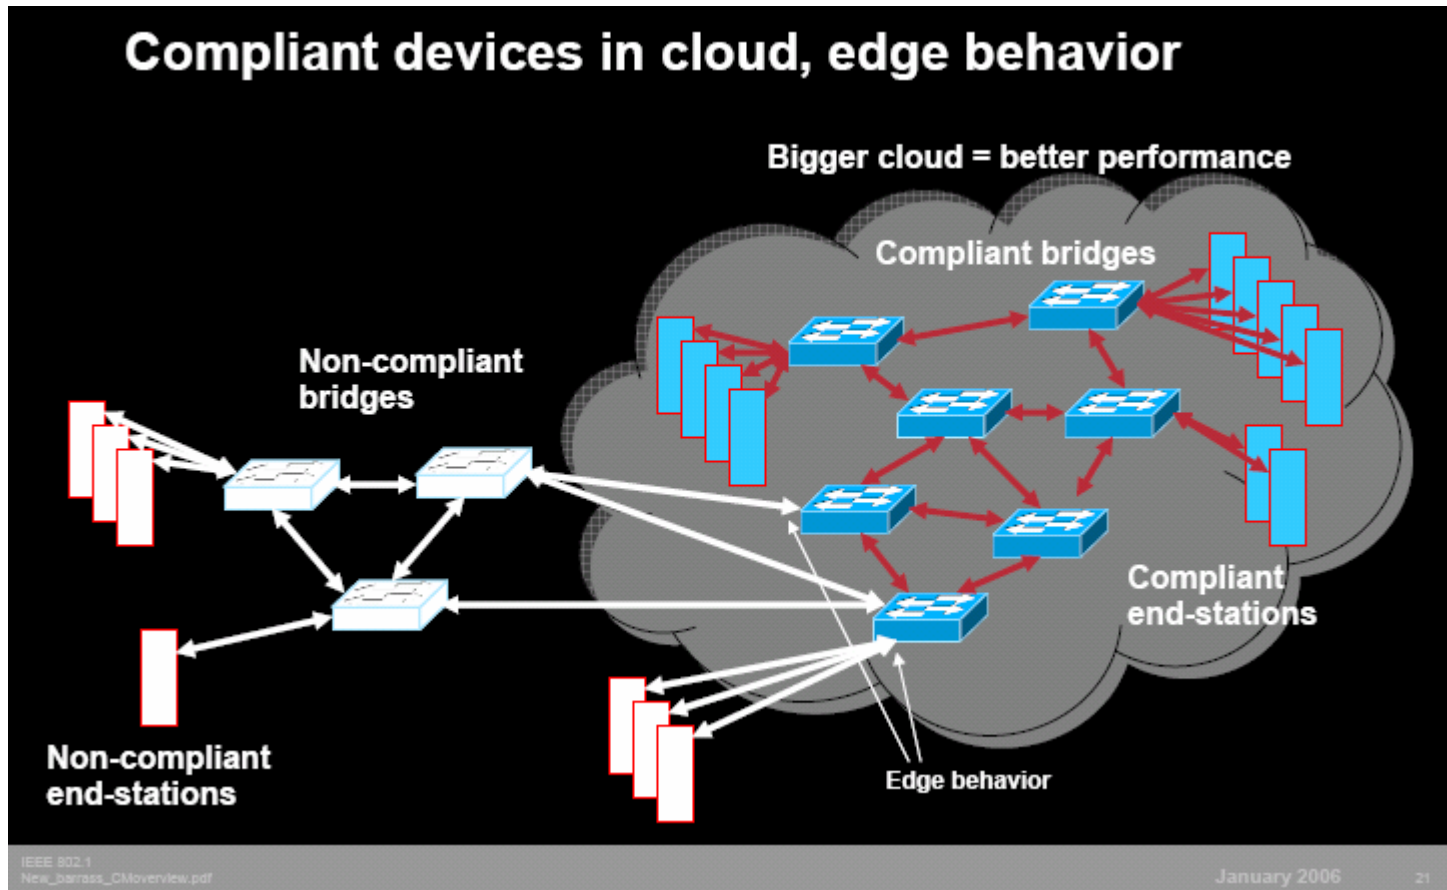 Compliant devices in cloud, edge behavior
Bigger cloud = better performance
Compliant bridges
Non-compliant
bridges
Compliant
end-stations
Non-compliant
end-stations
Edge behavior
IEEE 802.1
New_barrass_CMoverview.pdf
January 2006
21